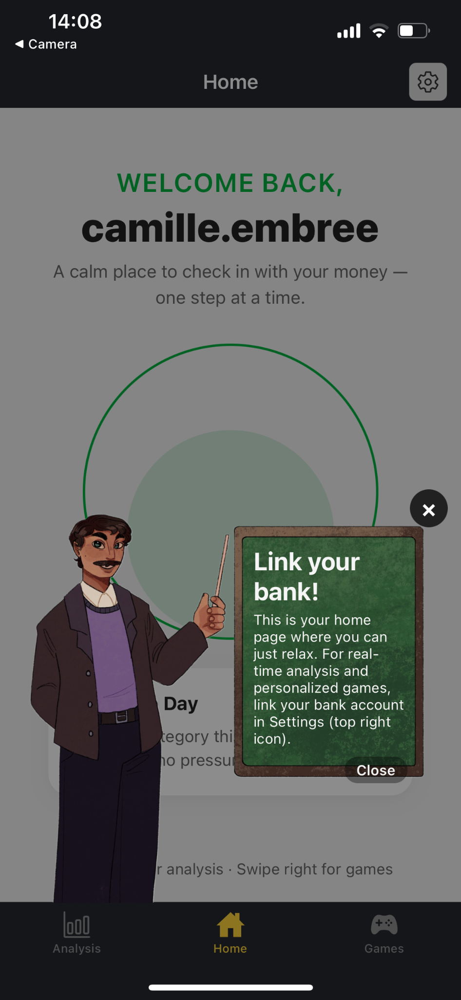 14:08
◀ Camera
Home
WELCOME BACK,
camille.embree
A calm place to check in with your money —
one step at a time.
Link your
bank!
This is your home
page where you can
just relax. For real-
time analysis and
personalized games,
link your bank account
in Settings (top right
icon).
Close
Day
no
analysis · Swipe right for games
Analysis
Home
Games